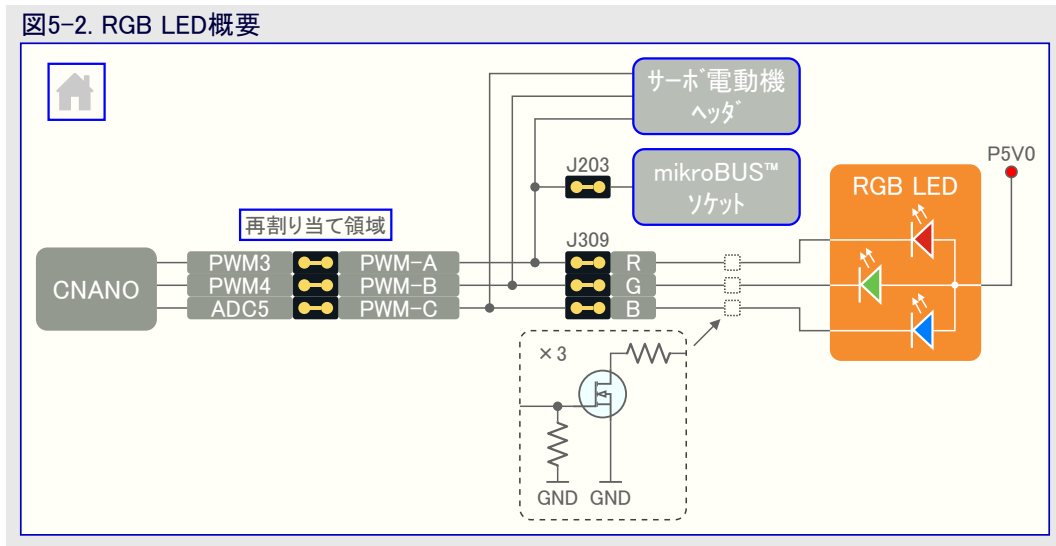 図5-2. RGB LED概要
サーボ電動機
ヘッダ
J203
mikroBUS™
ソケット
P5V0
RGB LED
再割り当て領域
J309
CNANO
PWM3
PWM-A
R
PWM4
PWM-B
G
ADC5
PWM-C
B
×3
GND
GND